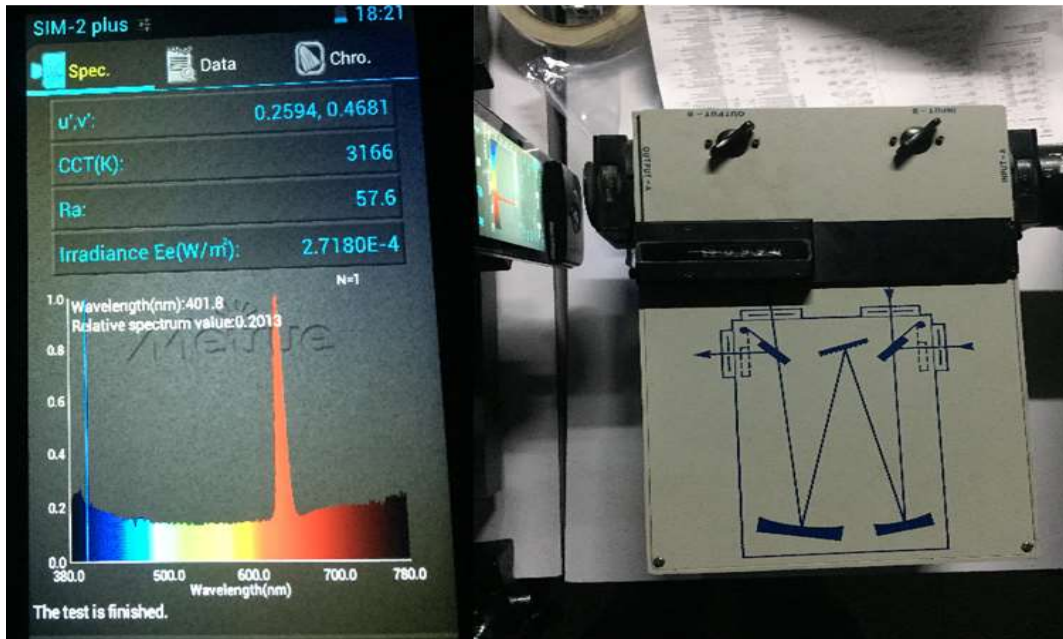 SIM-2 plus
18:21
Spec.
Data
Chro.
u',v':
0.2594, 0.4681
CCT(K):
3166
Ra:
57.6
Irradiance Ee(W/m²):
2.7180E-4
N=1
Wavelength(nm):401.8
Relative spectrum value:0.2013
Metrue
1.0
0.8
0.6
0.4
0.2
0.0
380.0 500.0 600.0 700.0 780.0
Wavelength(nm)
The test is finished.
OUTPUT-B
INPUT-B
OUTPUT-A
INPUT-A